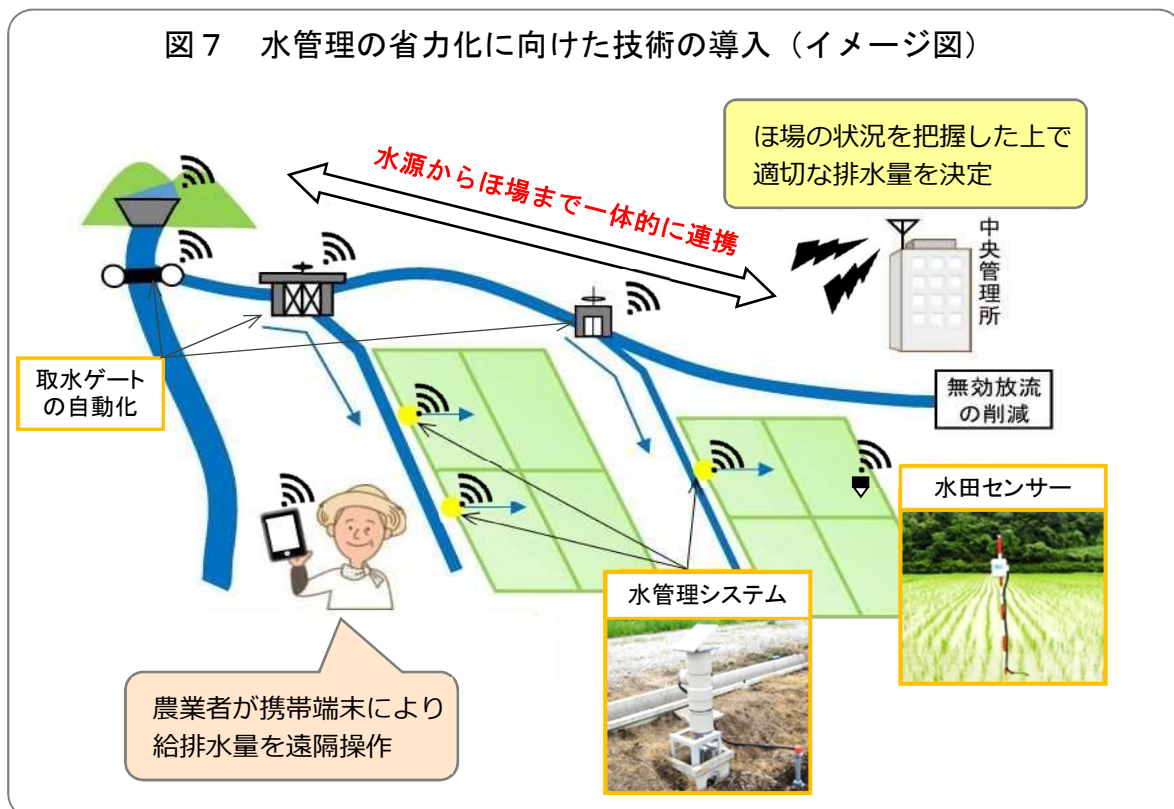 図７　水管理の省力化に向けた技術の導入（イメージ図）
ほ場の状況を把握した上で
適切な排水量を決定
水源からほ場まで一体的に連携
中央管理所
取水ゲート
の自動化
無効放流
の削減
水田センサー
水管理システム
農業者が携帯端末により
給排水量を遠隔操作